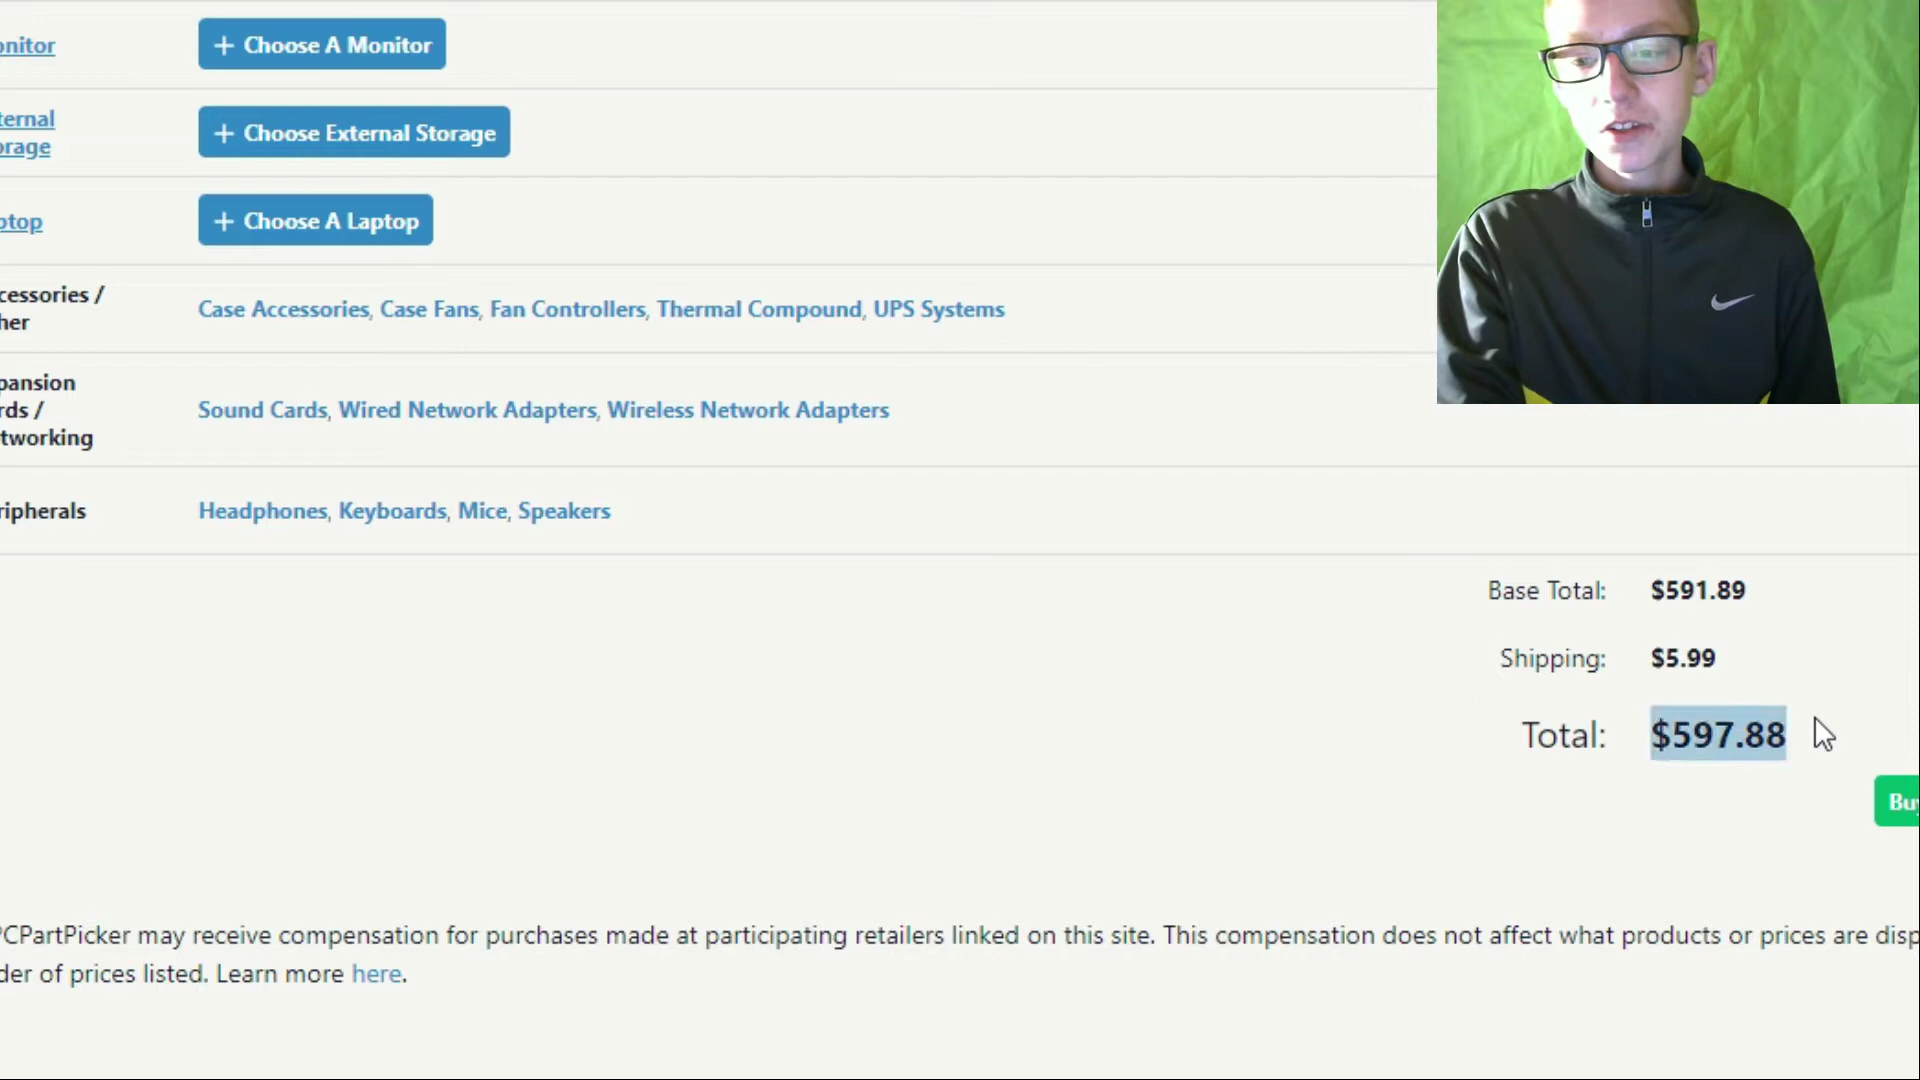 onitor
+ Choose A Monitor
ternal
orage
+ Choose External Storage
ptop
+ Choose A Laptop
cessories /
her
Case Accessories, Case Fans, Fan Controllers, Thermal Compound, UPS Systems
pansion
rds /
tworking
Sound Cards, Wired Network Adapters, Wireless Network Adapters
ripherals
Headphones, Keyboards, Mice, Speakers
Base Total: $591.89
Shipping: $5.99
Total: $597.88
Buy
PCPartPicker may receive compensation for purchases made at participating retailers linked on this site. This compensation does not affect what products or prices are disp
der of prices listed. Learn more here.